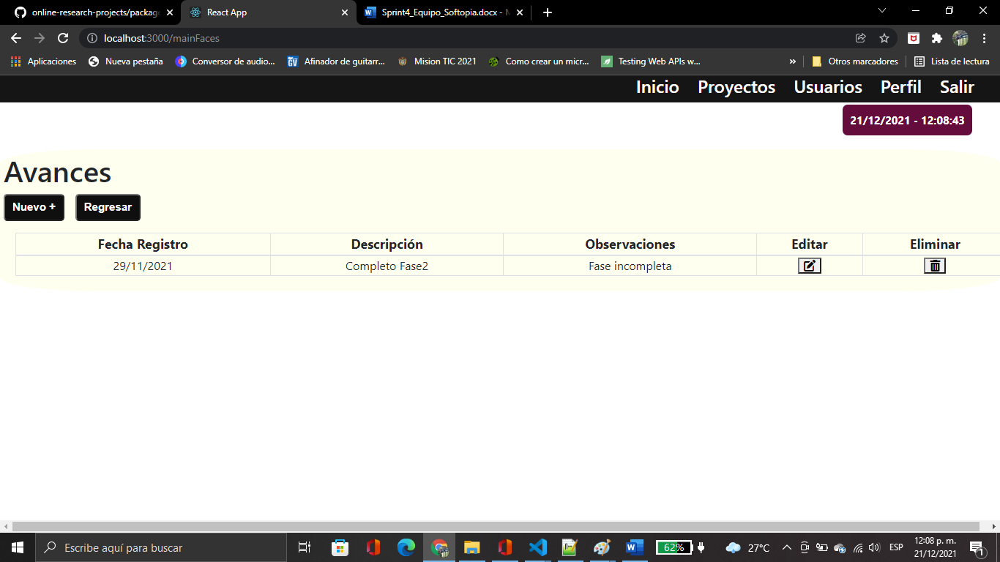 online-research-projects/package
React App
Sprint4_Equipo_Softopia.docx - M
localhost:3000/mainFaces
Aplicaciones
Nueva pestaña
Conversor de audio...
Afinador de guitarr...
Mision TIC 2021
Como crear un micr...
Testing Web APIs w...
»
Otros marcadores
Lista de lectura
Inicio Proyectos Usuarios Perfil Salir
21/12/2021 - 12:08:43
Avances
Nuevo +
Regresar
Fecha Registro Descripción Observaciones Editar Eliminar
29/11/2021 Completo Fase2 Fase incompleta
Escribe aquí para buscar
62%
27°C
ESP
12:08 p. m.
21/12/2021
1